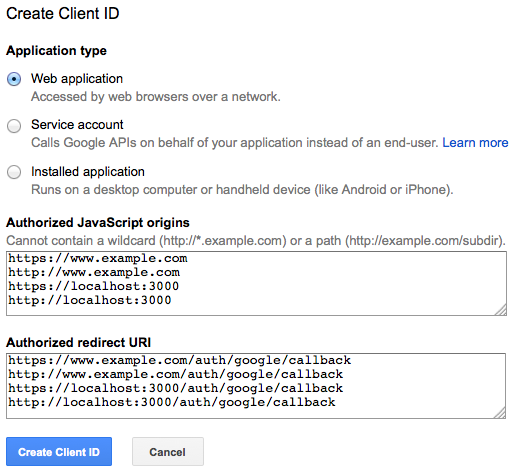 Create Client ID
Application type
Web application
Accessed by web browsers over a network.
Service account
Calls Google APIs on behalf of your application instead of an end-user. Learn more
Installed application
Runs on a desktop computer or handheld device (like Android or iPhone).
Authorized JavaScript origins
Cannot contain a wildcard (http://*.example.com) or a path (http://example.com/subdir).
https://www.example.com
http://www.example.com
https://localhost:3000
http://localhost:3000
Authorized redirect URI
https://www.example.com/auth/google/callback
http://www.example.com/auth/google/callback
https://localhost:3000/auth/google/callback
http://localhost:3000/auth/google/callback
Create Client ID Cancel